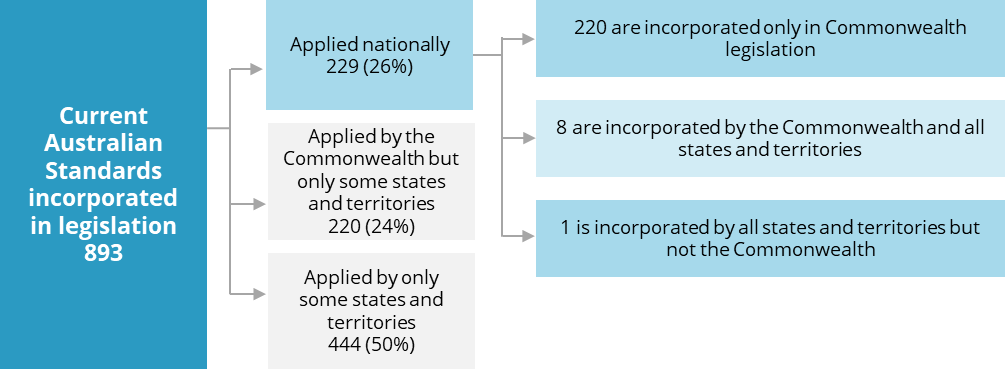 Current
Australian
Standards
incorporated
in legislation
893
Applied nationally
229 (26%)
Applied by the
Commonwealth but
only some states
and territories
220 (24%)
Applied by only
some states and
territories
444 (50%)
220 are incorporated only in Commonwealth
legislation
8 are incorporated by the Commonwealth and all
states and territories
1 is incorporated by all states and territories but
not the Commonwealth